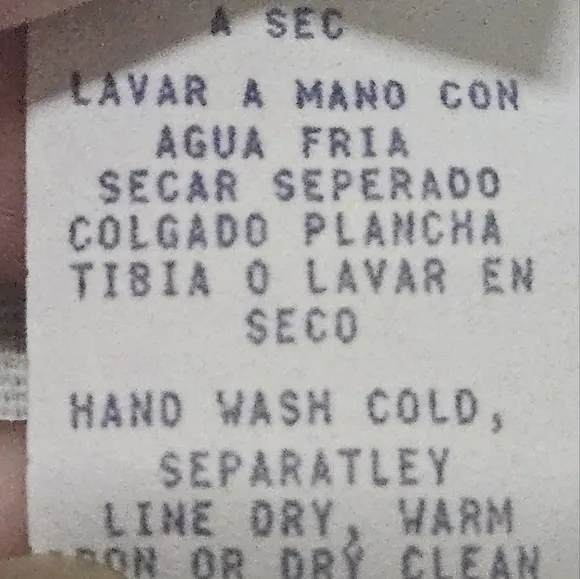 A SEC
LAVAR A MANO CON
AGUA FRIA
SECAR SEPERADO
COLGADO PLANCHA
TIBIA O LAVAR EN
SECO
HAND WASH COLD,
SEPARATLEY
LINE DRY, WARM
OR DRY CLEAN